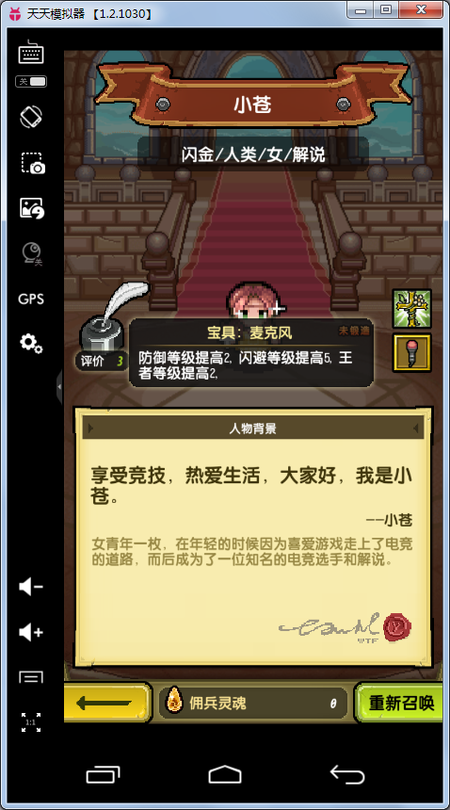 天天模拟器 【1.2.1030】
关
小苍
闪金/人类/女/解说
关
GPS
宝具：麦克风 未锻造
评价 3
防御等级提高2, 闪避等级提高5, 王
者等级提高2,
人物背景
享受竞技，热爱生活，大家好，我是小
苍。
--小苍
女青年一枚，在年轻的时候因为喜爱游戏走上了电竞
的道路，而后成为了一位知名的电竞选手和解说。
WTF
1:1
佣兵灵魂 0
重新召唤